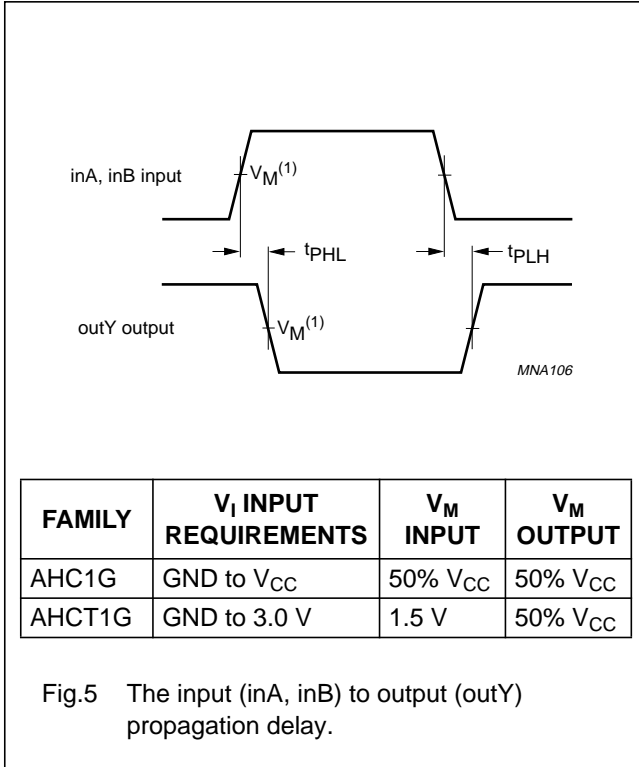 inA, inB input
VM(1)
tPHL
tPLH
outY output
VM(1)
MNA106
FAMILY
VI INPUT
REQUIREMENTS
VM
INPUT
VM
OUTPUT
AHC1G
GND to VCC
50% VCC
50% VCC
AHCT1G
GND to 3.0 V
1.5 V
50% VCC
Fig.5 The input (inA, inB) to output (outY)
propagation delay.